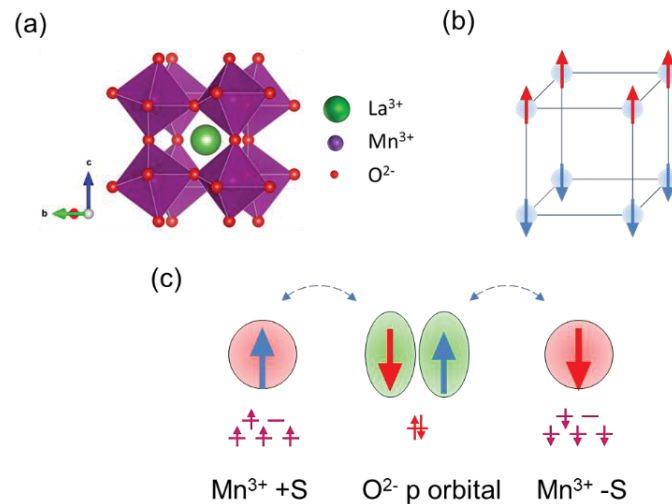 (a)
La³⁺
Mn³⁺
O²⁻
c
b
(b)
(c)
Mn³⁺ +S
O²⁻ p orbital
Mn³⁺ -S